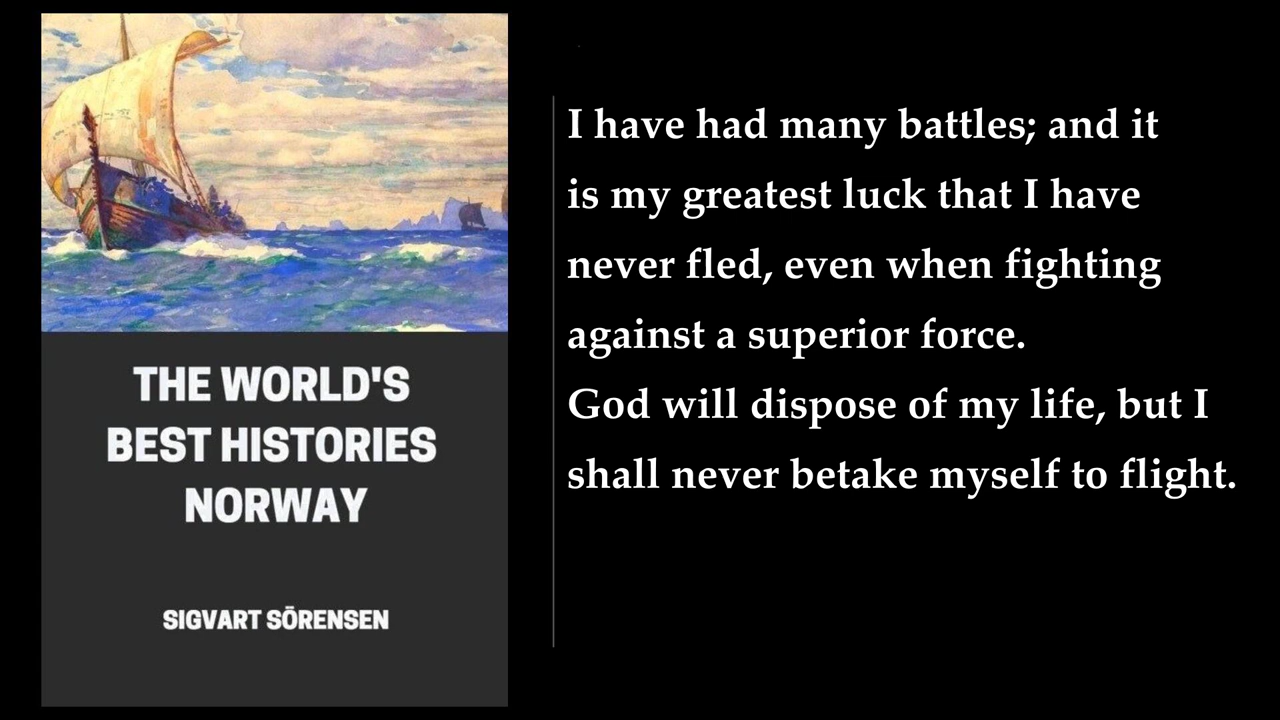 THE WORLD'S
BEST HISTORIES
NORWAY
SIGVART SÖRENSEN
I have had many battles; and it
is my greatest luck that I have
never fled, even when fighting
against a superior force.
God will dispose of my life, but I
shall never betake myself to flight.